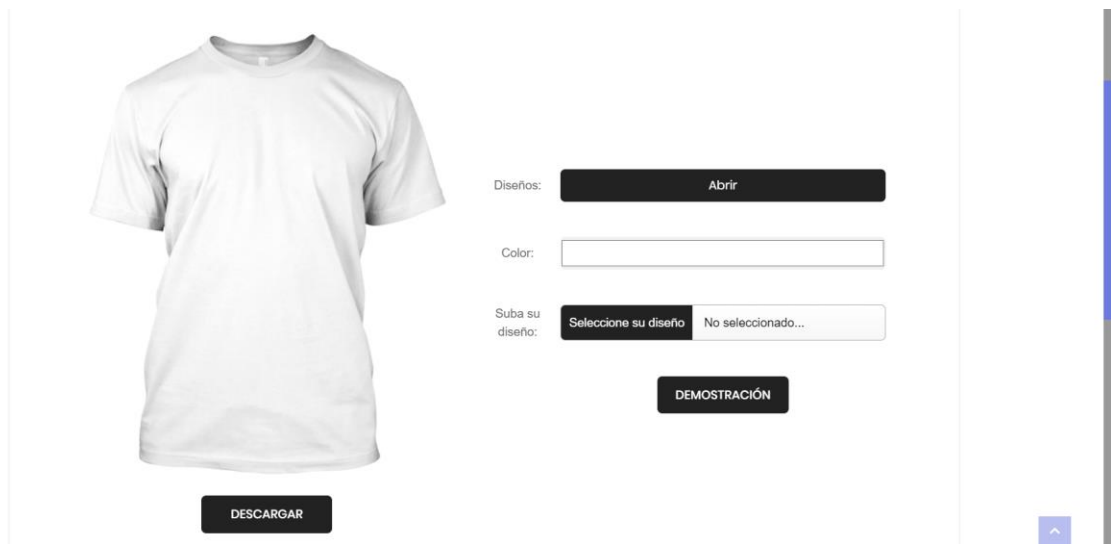 Diseños:
Abrir
Color:
Suba su
diseño:
Seleccione su diseño
No seleccionado...
DEMOSTRACIÓN
DESCARGAR